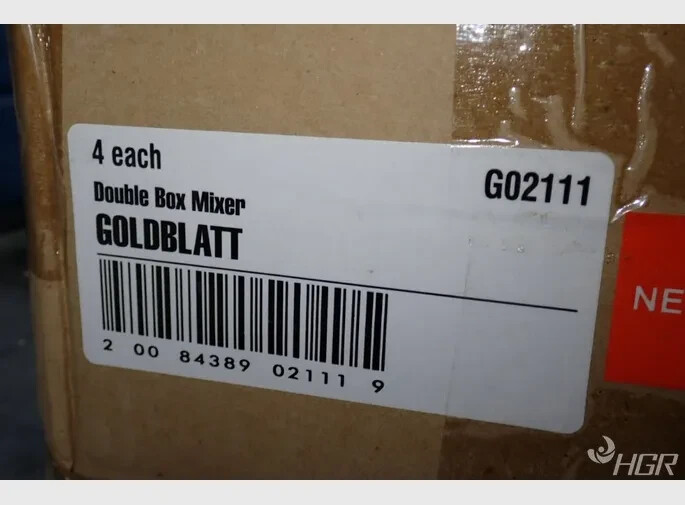 4 each
G02111
Double Box Mixer
GOLDBLATT
2 00 84389 02111 9
NE
HGR